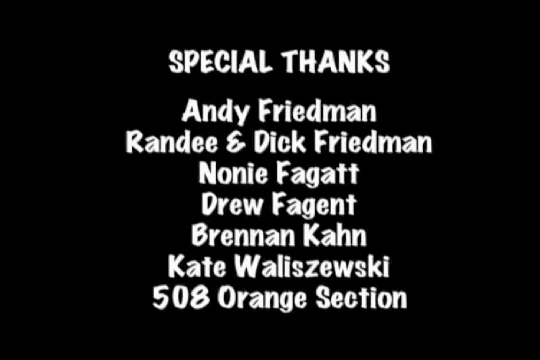 SPECIAL THANKS
Andy Friedman
Randee & Dick Friedman
Nonie Fagatt
Drew Fagent
Brennan Kahn
Kate Waliszewski
508 Orange Section